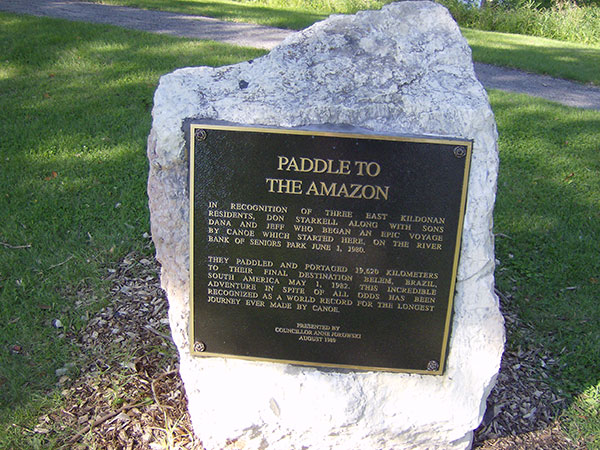 PADDLE TO
THE AMAZON
IN RECOGNITION OF THREE EAST KILDONAN
RESIDENTS, DON STARKELL ALONG WITH SONS
DANA AND JEFF WHO BEGAN AN EPIC VOYAGE
BY CANOE WHICH STARTED HERE, ON THE RIVER
BANK OF SENIORS PARK JUNE 1, 1980.
THEY PADDLED AND PORTAGED 19,620 KILOMETERS
TO THEIR FINAL DESTINATION BELEM, BRAZIL,
SOUTH AMERICA MAY 1, 1982. THIS INCREDIBLE
ADVENTURE IN SPITE OF ALL ODDS HAS BEEN
RECOGNIZED AS A WORLD RECORD FOR THE LONGEST
JOURNEY EVER MADE BY CANOE.
PRESENTED BY
COUNCILLOR ANNE JOROWSKI
AUGUST 1989